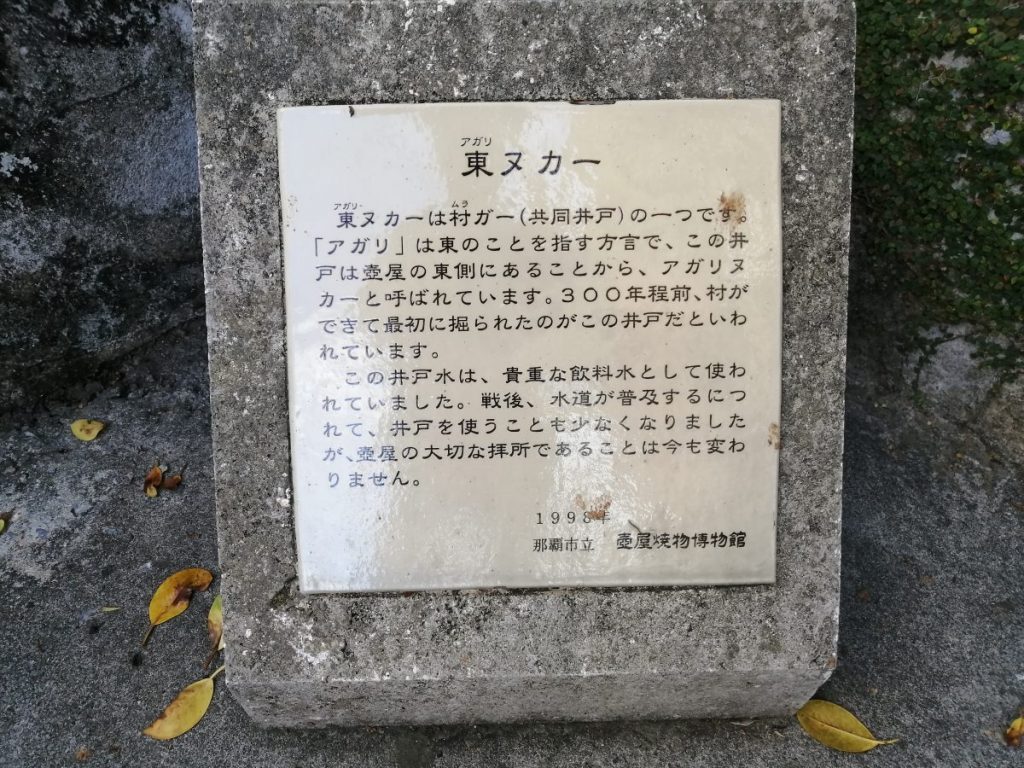 アガリ
東ヌカー
アガリ ムラ
東ヌカーは村ガー(共同井戸)の一つです。
「アガリ」は東のことを指す方言で、この井
戸は壺屋の東側にあることから、アガリヌ
カーと呼ばれています。300年程前、村が
できて最初に掘られたのがこの井戸だといわ
れています。
この井戸水は、貴重な飲料水として使わ
れていました。戦後、水道が普及するにつ
れて、井戸を使うことも少なくなりました
が、壺屋の大切な拝所であることは今も変わ
りません。
1998年
那覇市立 壺屋焼物博物館